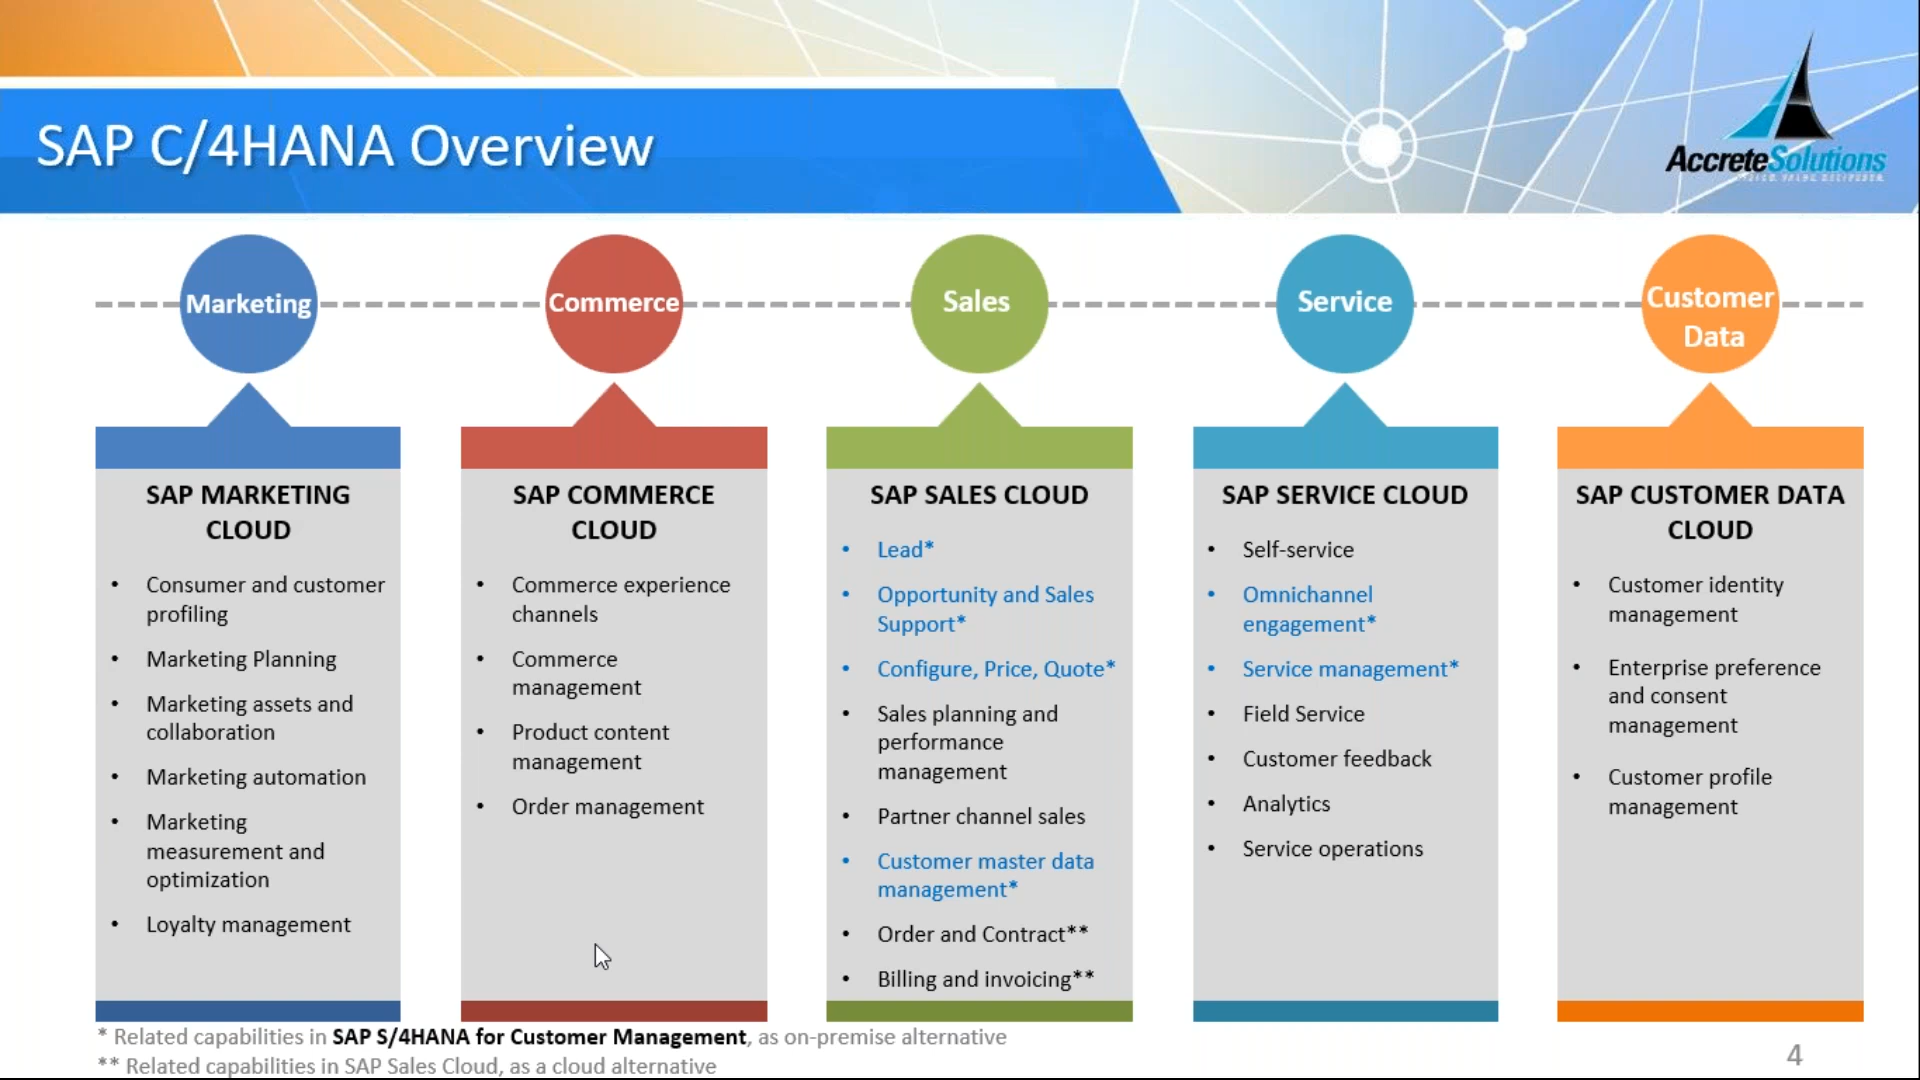 SAP C/4HANA Overview
AccreteSolutions
Marketing
Commerce
Sales
Service
Customer
Data
SAP MARKETING
CLOUD
• Consumer and customer
profiling
• Marketing Planning
• Marketing assets and
collaboration
• Marketing automation
• Marketing
measurement and
optimization
• Loyalty management
SAP COMMERCE
CLOUD
• Commerce experience
channels
• Commerce
management
• Product content
management
• Order management
SAP SALES CLOUD
• Lead*
• Opportunity and Sales
Support*
• Configure, Price, Quote*
• Sales planning and
performance
management
• Partner channel sales
• Customer master data
management*
• Order and Contract**
• Billing and invoicing**
SAP SERVICE CLOUD
• Self-service
• Omnichannel
engagement*
• Service management*
• Field Service
• Customer feedback
• Analytics
• Service operations
SAP CUSTOMER DATA
CLOUD
• Customer identity
management
• Enterprise preference
and consent
management
• Customer profile
management
* Related capabilities in SAP S/4HANA for Customer Management, as on-premise alternative
** Related capabilities in SAP Sales Cloud, as a cloud alternative
4